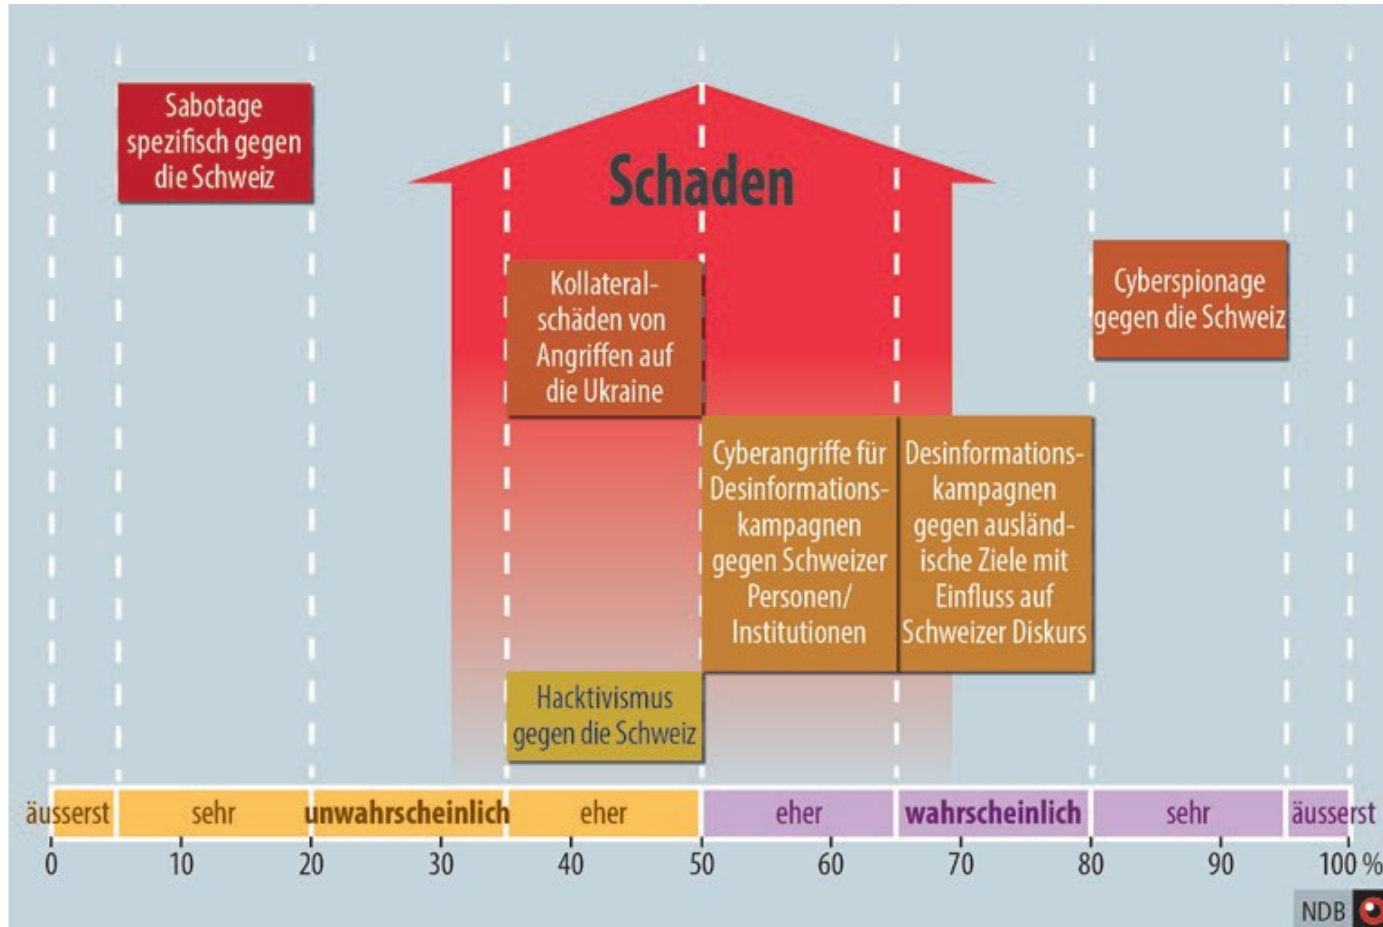 Sabotage
spezifisch gegen
die Schweiz
Schaden
Kollateral-
schäden von
Angriffen auf
die Ukraine
Cyberspionage
gegen die Schweiz
Cyberangriffe für
Desinformations-
kampagnen
gegen Schweizer
Personen/
Institutionen
Desinformations-
kampagnen
gegen ausländ-
ische Ziele mit
Einfluss auf
Schweizer Diskurs
Hacktivismus
gegen die Schweiz
äusserst sehr unwahrscheinlich eher eher wahrscheinlich sehr äusserst
0 10 20 30 40 50 60 70 80 90 100 %
NDB